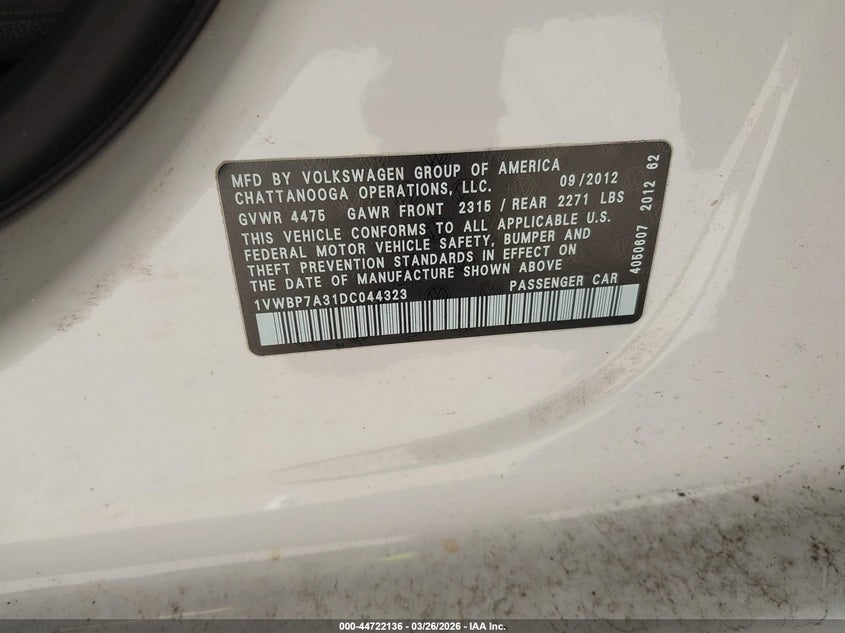 MFD BY VOLKSWAGEN GROUP OF AMERICA
CHATTANOOGA OPERATIONS, LLC. 09/2012
GVWR 4475 GAWR FRONT 2315 / REAR 2271 LBS
THIS VEHICLE CONFORMS TO ALL APPLICABLE U.S.
FEDERAL MOTOR VEHICLE SAFETY, BUMPER AND
THEFT PREVENTION STANDARDS IN EFFECT ON
THE DATE OF MANUFACTURE SHOWN ABOVE
1VWBP7A31DC044323 PASSENGER CAR
4050607 2012 62
000-44722136 - 03/26/2026 - IAA Inc.